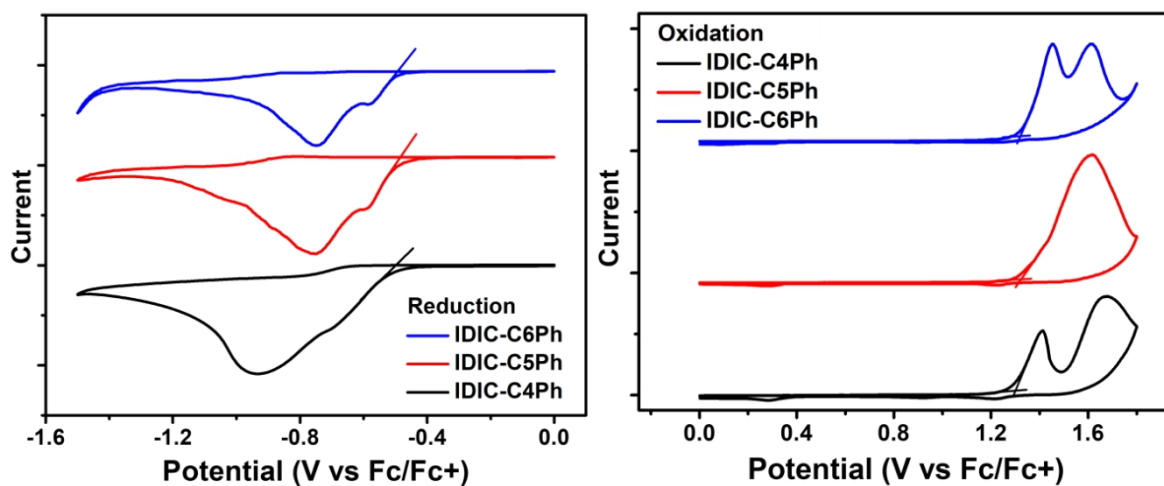 Current
Reduction
IDIC-C6Ph
IDIC-C5Ph
IDIC-C4Ph
-1.6 -1.2 -0.8 -0.4 0.0
Potential (V vs Fc/Fc+)
Current
Oxidation
IDIC-C4Ph
IDIC-C5Ph
IDIC-C6Ph
0.0 0.4 0.8 1.2 1.6
Potential (V vs Fc/Fc+)